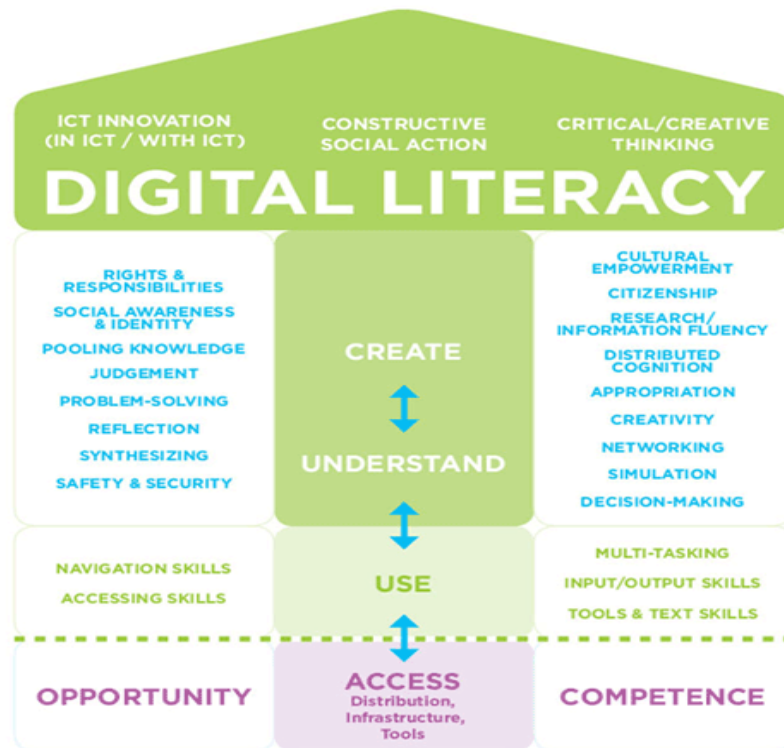 ICT INNOVATION
(IN ICT / WITH ICT)
CONSTRUCTIVE
SOCIAL ACTION
CRITICAL/CREATIVE
THINKING
DIGITAL LITERACY
RIGHTS &
RESPONSIBILITIES
SOCIAL AWARENESS
& IDENTITY
POOLING KNOWLEDGE
JUDGEMENT
PROBLEM-SOLVING
REFLECTION
SYNTHESIZING
SAFETY & SECURITY
CREATE
UNDERSTAND
CULTURAL
EMPOWERMENT
CITIZENSHIP
RESEARCH/
INFORMATION FLUENCY
DISTRIBUTED
COGNITION
APPROPRIATION
CREATIVITY
NETWORKING
SIMULATION
DECISION-MAKING
NAVIGATION SKILLS
ACCESSING SKILLS
USE
MULTI-TASKING
INPUT/OUTPUT SKILLS
TOOLS & TEXT SKILLS
OPPORTUNITY
ACCESS
Distribution,
Infrastructure,
Tools
COMPETENCE